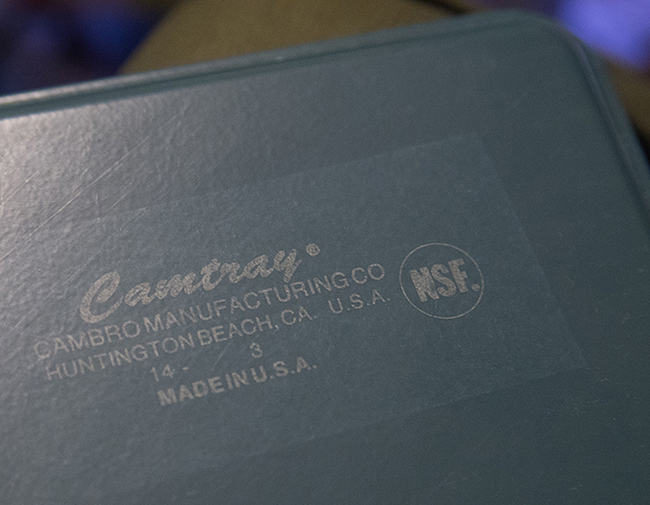 Camtray®
CAMBRO MANUFACTURING CO
HUNTINGTON BEACH, CA. U.S.A.
14 - 3
MADE IN U.S.A.
NSF.